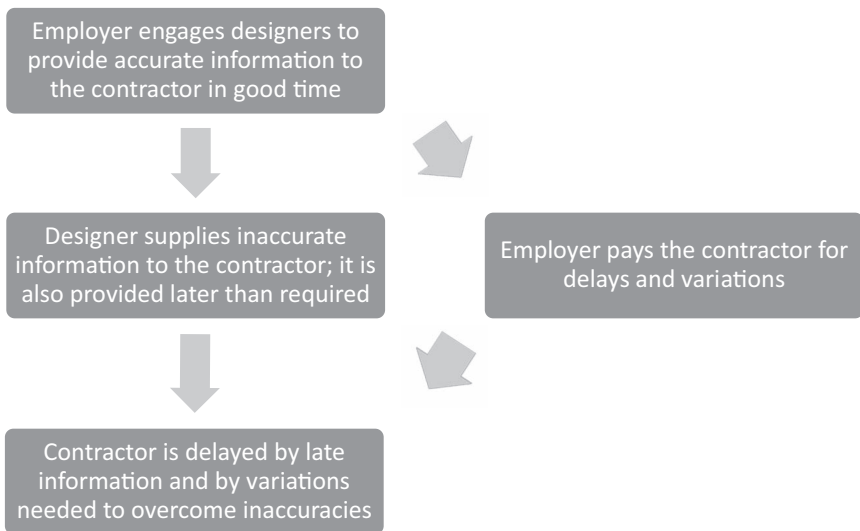 Employer engages designers to
provide accurate information to
the contractor in good time
Designer supplies inaccurate
information to the contractor; it is
also provided later than required
Employer pays the contractor for
delays and variations
Contractor is delayed by late
information and by variations
needed to overcome inaccuracies